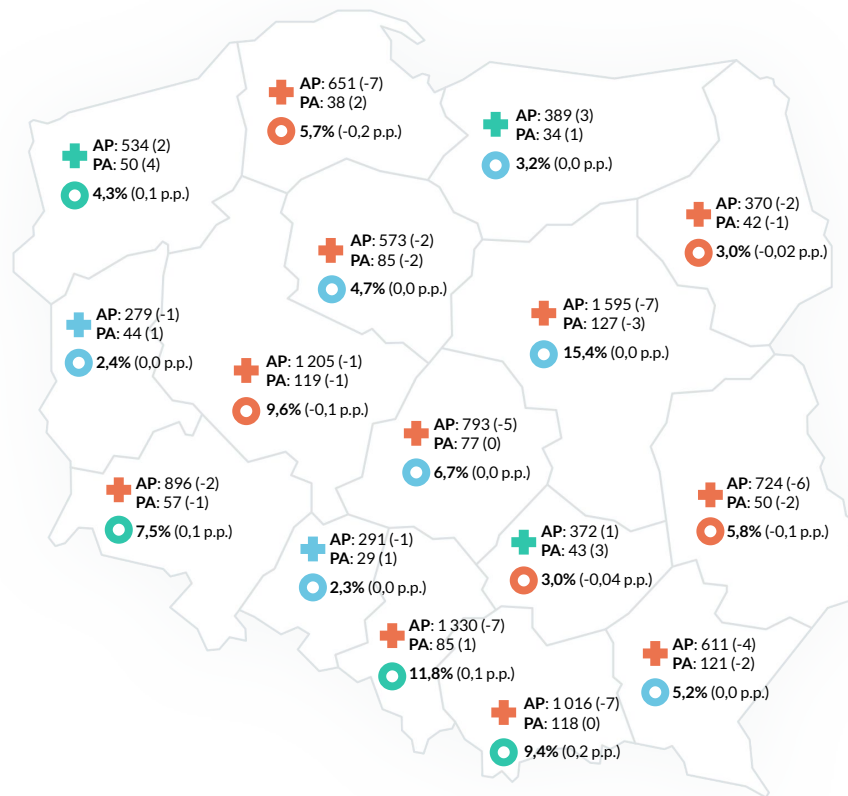 AP: 651 (-7)
PA: 38 (2)
5,7% (-0,2 p.p.)
AP: 389 (3)
PA: 34 (1)
3,2% (0,0 p.p.)
AP: 534 (2)
PA: 50 (4)
4,3% (0,1 p.p.)
AP: 370 (-2)
PA: 42 (-1)
3,0% (-0,02 p.p.)
AP: 573 (-2)
PA: 85 (-2)
4,7% (0,0 p.p.)
AP: 279 (-1)
PA: 44 (1)
2,4% (0,0 p.p.)
AP: 1 595 (-7)
PA: 127 (-3)
15,4% (0,0 p.p.)
AP: 1 205 (-1)
PA: 119 (-1)
9,6% (-0,1 p.p.)
AP: 793 (-5)
PA: 77 (0)
6,7% (0,0 p.p.)
AP: 896 (-2)
PA: 57 (-1)
7,5% (0,1 p.p.)
AP: 724 (-6)
PA: 50 (-2)
5,8% (-0,1 p.p.)
AP: 291 (-1)
PA: 29 (1)
2,3% (0,0 p.p.)
AP: 372 (1)
PA: 43 (3)
3,0% (-0,04 p.p.)
AP: 1 330 (-7)
PA: 85 (1)
11,8% (0,1 p.p.)
AP: 611 (-4)
PA: 121 (-2)
5,2% (0,0 p.p.)
AP: 1 016 (-7)
PA: 118 (0)
9,4% (0,2 p.p.)